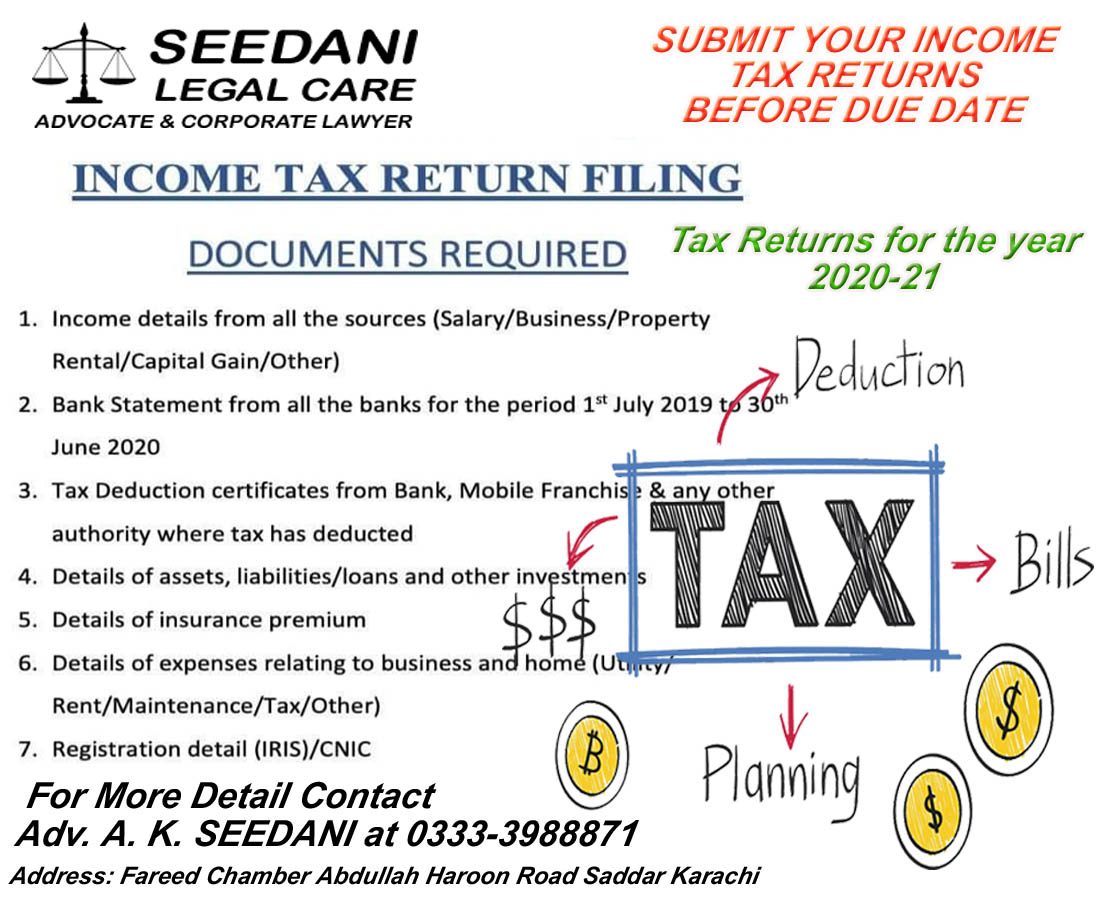 SEEDANI
LEGAL CARE
ADVOCATE & CORPORATE LAWYER
SUBMIT YOUR INCOME
TAX RETURNS
BEFORE DUE DATE
INCOME TAX RETURN FILING
DOCUMENTS REQUIRED
Tax Returns for the year
2020-21
1. Income details from all the sources (Salary/Business/Property
Rental/Capital Gain/Other)
2. Bank Statement from all the banks for the period 1st July 2019 to 30th
June 2020
3. Tax Deduction certificates from Bank, Mobile Franchise & any other
authority where tax has deducted
4. Details of assets, liabilities/loans and other investments
5. Details of insurance premium
6. Details of expenses relating to business and home (Utility/
Rent/Maintenance/Tax/Other)
7. Registration detail (IRIS)/CNIC
Deduction
TAX
Bills
$$$
Planning
₿
$
$
For More Detail Contact
Adv. A. K. SEEDANI at 0333-3988871
Address: Fareed Chamber Abdullah Haroon Road Saddar Karachi